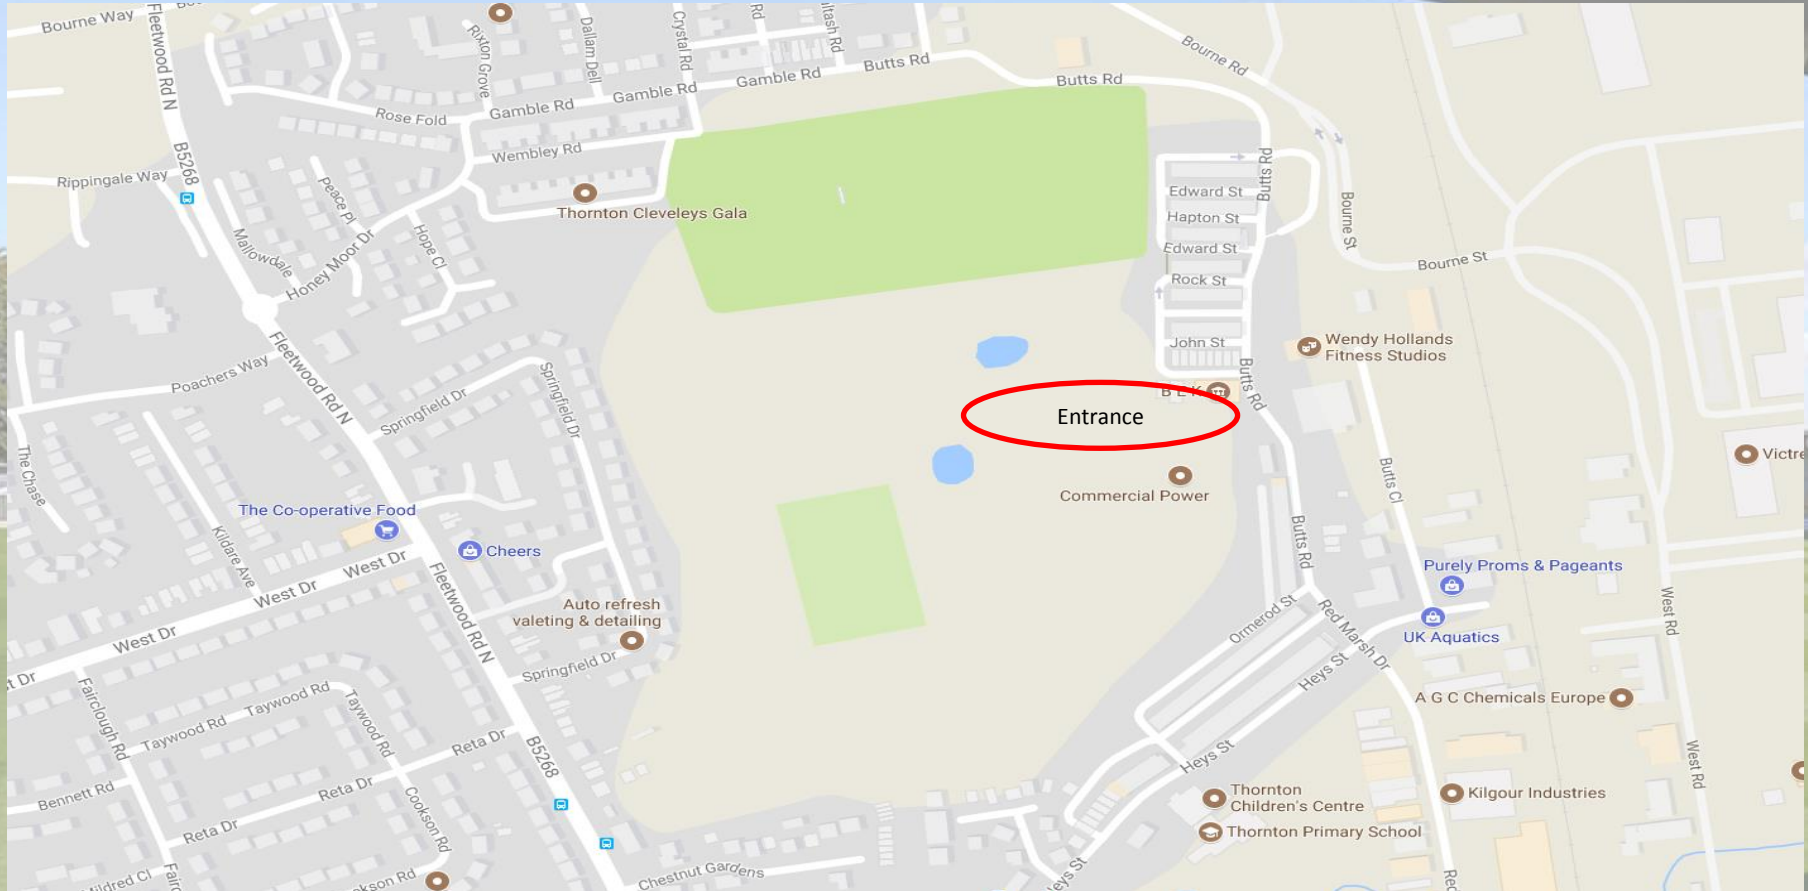 Bourne Way
Fleetwood Rd N
Rixton Grove
Dallam Dell
Crystal Rd
Rd
Bourne Rd
Gamble Rd
Butts Rd
Butts Rd
Gamble Rd
Gamble Rd
Rose Fold
B5268
Wembley Rd
Butts Rd
Rippingale Way
Peace Pl
Edward St
Thornton Cleveleys Gala
Hapton St
Bourne St
Mallowdale
Honey Moor Dr
Hope Cl
Edward St
Bourne St
Rock St
Fleetwood Rd N
Wendy Hollands
Fitness Studios
John St
Poachers Way
Springfield Dr
Springfield Dr
Butts Rd
B E K
Entrance
The Chase
Victre
Butts Cl
Commercial Power
The Co-operative Food
Kildare Ave
Cheers
Butts Rd
West Dr
West Dr
Fleetwood Rd N
Purely Proms & Pageants
West Rd
Auto refresh
valeting & detailing
Ormerod St
Red Marsh Dr
UK Aquatics
West Dr
Springfield Dr
Heys St
t Dr
Fairclough Rd
Taywood Rd
Taywood Rd
Taywood Rd
A G C Chemicals Europe
Reta Dr
B5268
Heys St
West Rd
Bennett Rd
Reta Dr
Cookson Rd
Thornton
Children's Centre
Kilgour Industries
Reta Dr
Thornton Primary School
Chestnut Gardens
ildred Cl
Fairc
kson Rd
eys St
Red